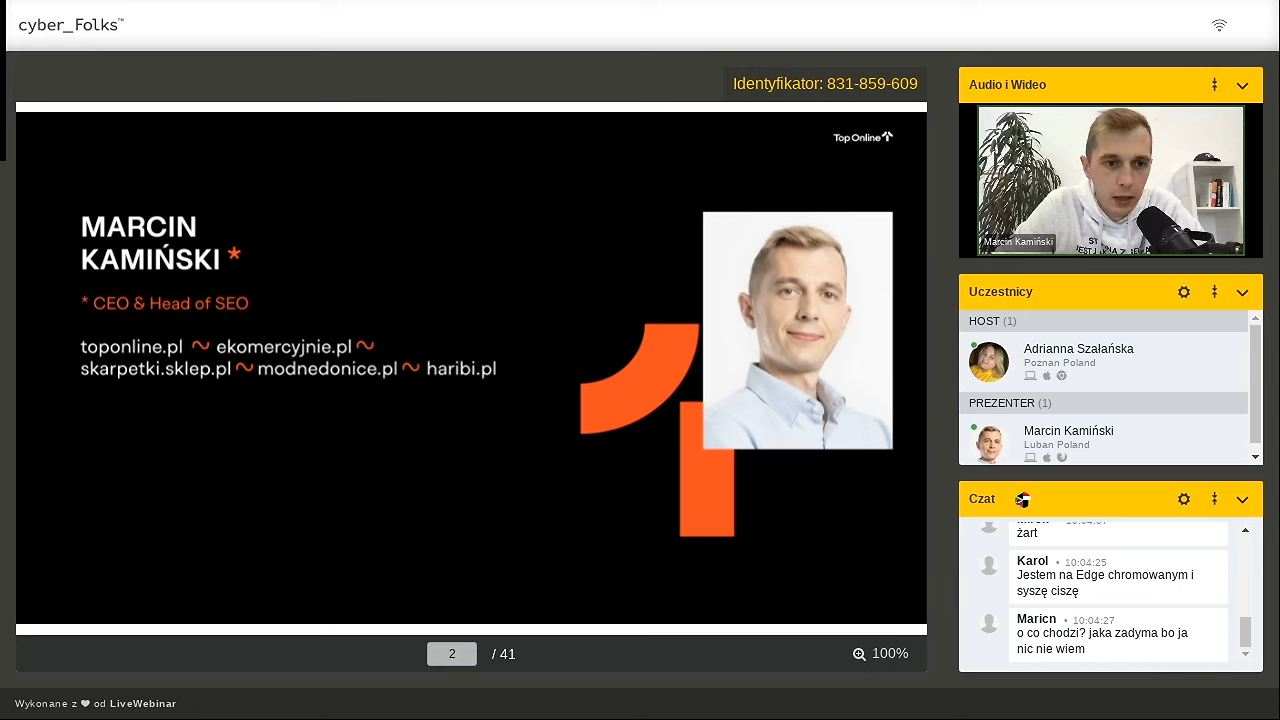 cyber_Folks™
Identyfikator: 831-859-609
Top Online
MARCIN
KAMIŃSKI *
* CEO & Head of SEO
toponline.pl ~ ekomercyjnie.pl ~
skarpetki.sklep.pl ~ modnedonice.pl ~ haribi.pl
2 / 41
100%
Audio i Wideo
Marcin Kamiński
Uczestnicy
HOST (1)
Adrianna Szałańska
Poznan Poland
PREZENTER (1)
Marcin Kamiński
Luban Poland
Czat
żart
Karol • 10:04:25
Jestem na Edge chromowanym i
syszę ciszę
Maricn • 10:04:27
o co chodzi? jaka zadyma bo ja
nic nie wiem
Wykonane z ♥ od LiveWebinar